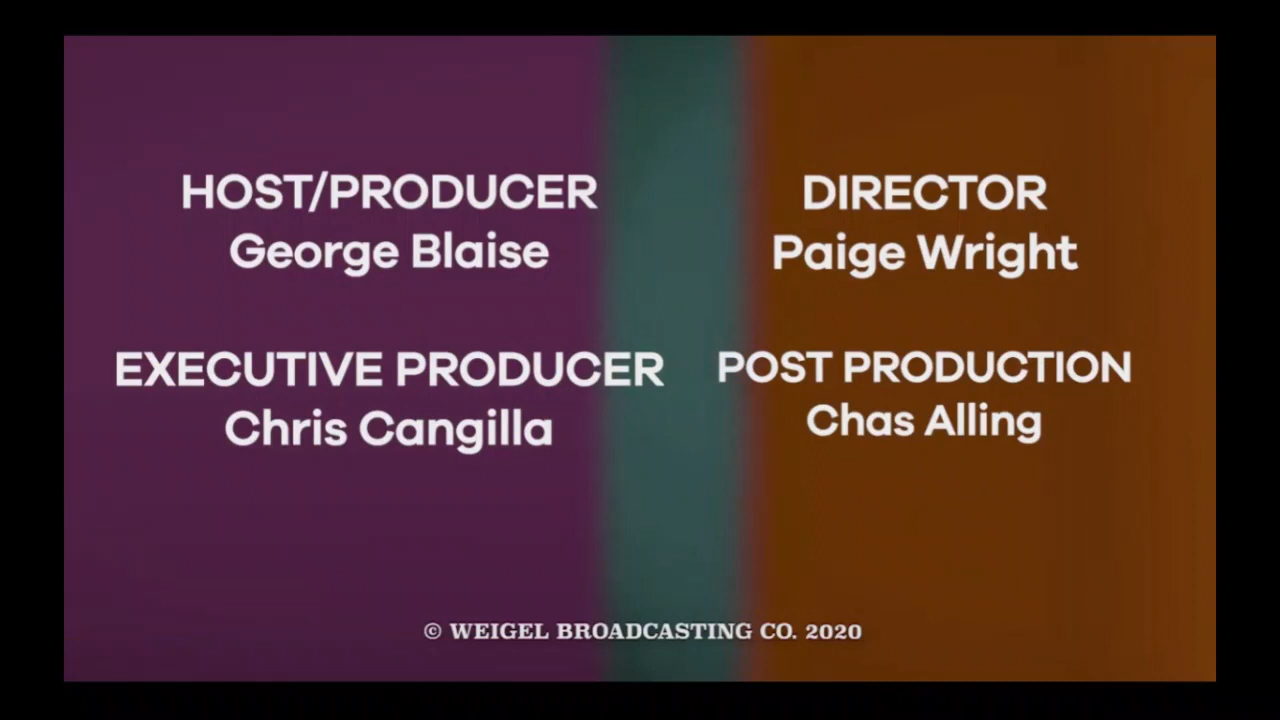 HOST/PRODUCER
George Blaise
EXECUTIVE PRODUCER
Chris Cangilla
DIRECTOR
Paige Wright
POST PRODUCTION
Chas Alling
© WEIGEL BROADCASTING CO. 2020